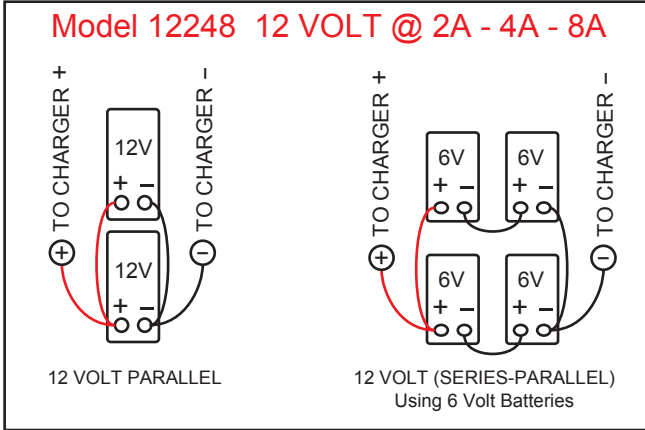 Model 12248 12 VOLT @ 2A - 4A - 8A
TO CHARGER +
TO CHARGER –
12V
+ –
12V
+ –
+
–
12 VOLT PARALLEL
TO CHARGER +
TO CHARGER –
6V
+ –
6V
+ –
6V
+ –
6V
+ –
+
–
12 VOLT (SERIES-PARALLEL)
Using 6 Volt Batteries